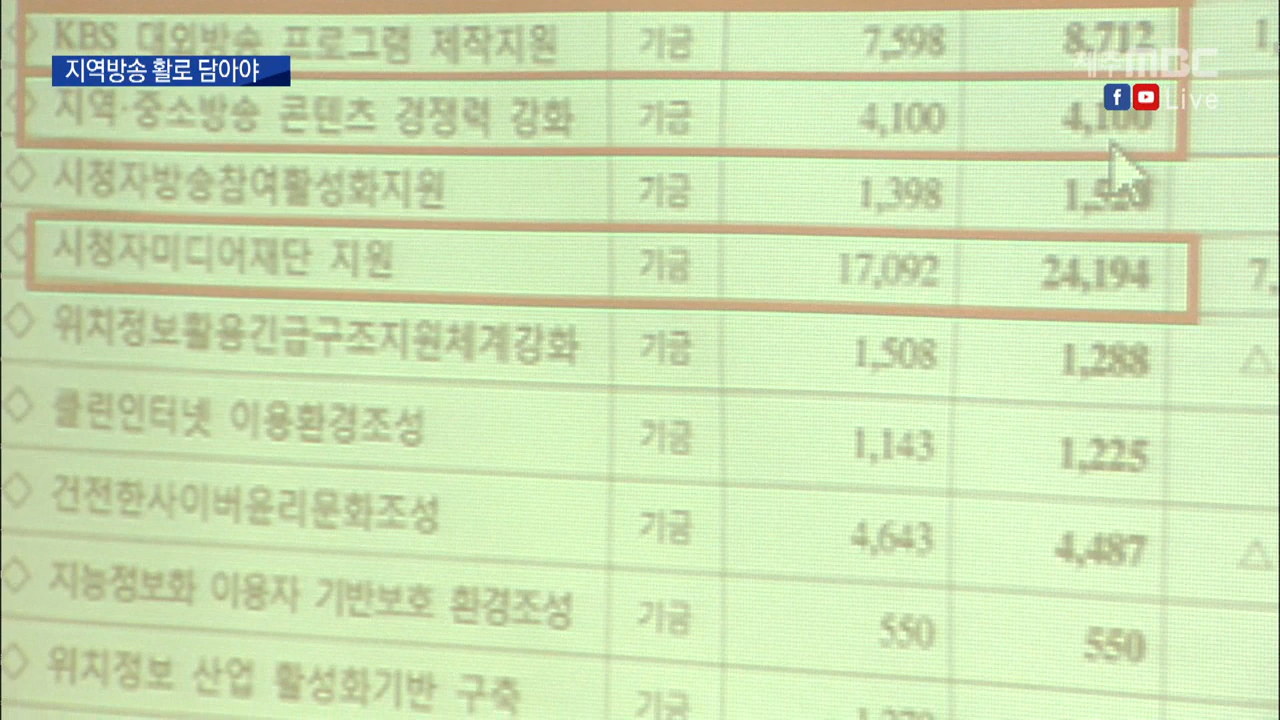 KBS 대외방송 프로그램 제작지원 기금 7,598 8,712 1,
지역방송 활로 담아야
제주MBC
Live
지역·중소방송 콘텐츠 경쟁력 강화 기금 4,100 4,100
시청자방송참여활성화지원 기금 1,398
시청자미디어재단 지원 기금 17,092 24,194 7,
위치정보활용긴급구조지원체계강화 기금 1,508 1,288 △
클린인터넷 이용환경조성 기금 1,143 1,225
건전한사이버윤리문화조성 기금 4,643 4,487 △
지능정보화 이용자 기반보호 환경조성 기금 550 550
위치정보 산업 활성화기반 구축 기금